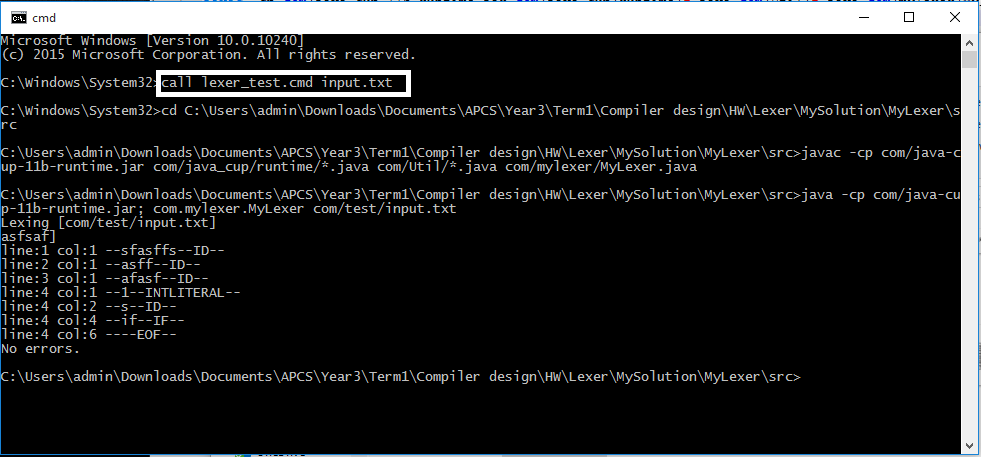 cmd
Microsoft Windows [Version 10.0.10240]
(c) 2015 Microsoft Corporation. All rights reserved.
C:\Windows\System32>call lexer_test.cmd input.txt
C:\Windows\System32>cd C:\Users\admin\Downloads\Documents\APCS\Year3\Term1\Compiler design\HW\Lexer\MySolution\MyLexer\s
rc
C:\Users\admin\Downloads\Documents\APCS\Year3\Term1\Compiler design\HW\Lexer\MySolution\MyLexer\src>javac -cp com/java-c
up-11b-runtime.jar com/java_cup/runtime/*.java com/Util/*.java com/mylexer/MyLexer.java
C:\Users\admin\Downloads\Documents\APCS\Year3\Term1\Compiler design\HW\Lexer\MySolution\MyLexer\src>java -cp com/java-cu
p-11b-runtime.jar; com.mylexer.MyLexer com/test/input.txt
Lexing [com/test/input.txt]
asfsaf]
line:1 col:1 --sfasffs--ID--
line:2 col:1 --asff--ID--
line:3 col:1 --afasf--ID--
line:4 col:1 --1--INTLITERAL--
line:4 col:2 --s--ID--
line:4 col:4 --if--IF--
line:4 col:6 ----EOF--
No errors.
C:\Users\admin\Downloads\Documents\APCS\Year3\Term1\Compiler design\HW\Lexer\MySolution\MyLexer\src>